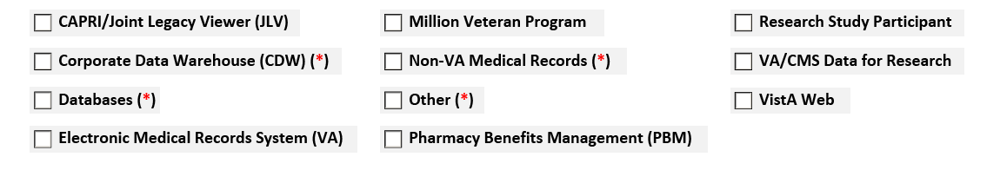 CAPRI/Joint Legacy Viewer (JLV)
Million Veteran Program
Research Study Participant
Corporate Data Warehouse (CDW) (*)
Non-VA Medical Records (*)
VA/CMS Data for Research
Databases (*)
Other (*)
VistA Web
Electronic Medical Records System (VA)
Pharmacy Benefits Management (PBM)